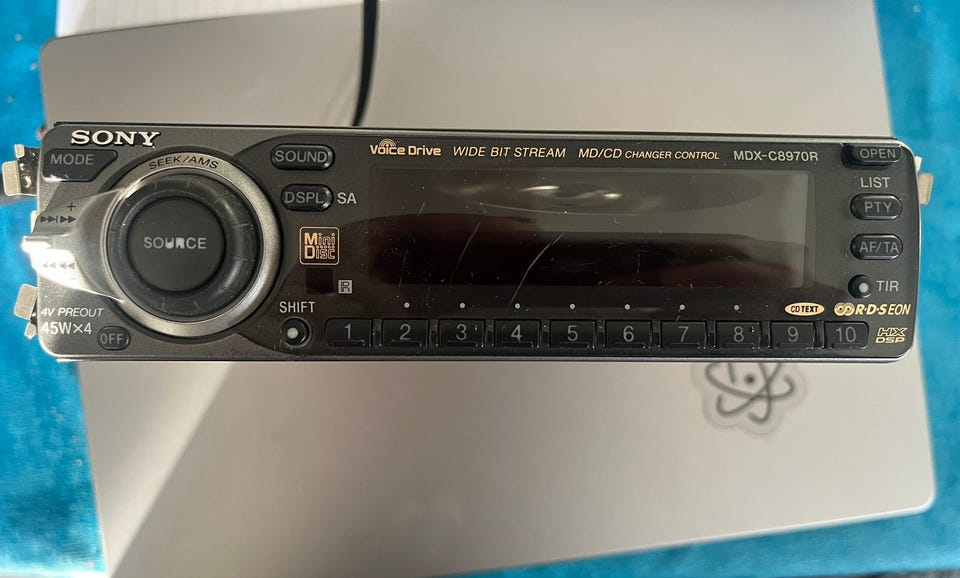 SONY
MODE
SEEK/AMS
SOUND
Voice Drive WIDE BIT STREAM MD/CD CHANGER CONTROL MDX-C8970R
OPEN
LIST
DSPL SA
PTY
+
SOURCE
Mini
Disc
AF/TA
R
TIR
SHIFT
4V PREOUT
45W×4
OFF
1 2 3 4 5 6 7 8 9 10
CD TEXT R·D·S EON
HX
DSP